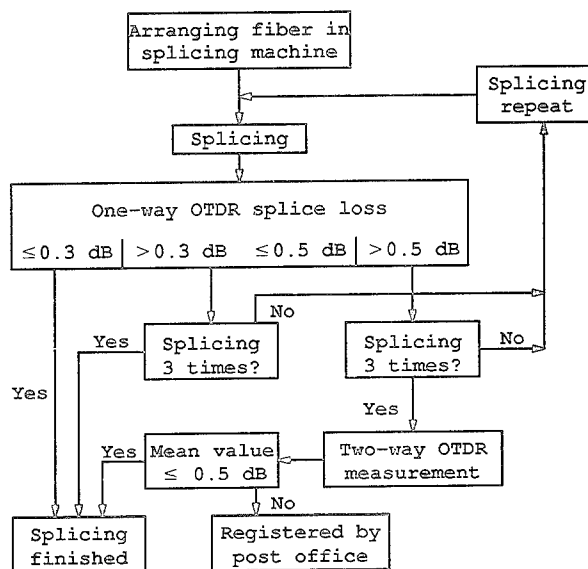 Arranging fiber in
splicing machine
Splicing
repeat
Splicing
One-way OTDR splice loss
≤0.3 dB >0.3 dB ≤0.5 dB >0.5 dB
No
Yes
Splicing
3 times?
Splicing
3 times?
No
Yes
Yes
Yes
Mean value
≤ 0.5 dB
Two-way OTDR
measurement
No
Splicing
finished
Registered by
post office